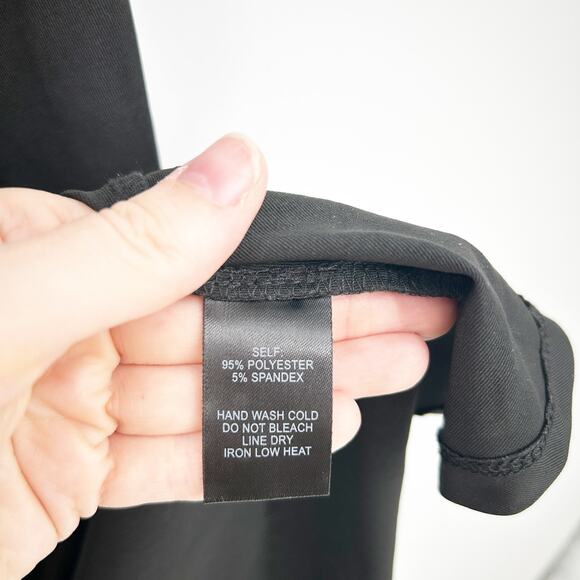 SELF:
95% POLYESTER
5% SPANDEX
HAND WASH COLD
DO NOT BLEACH
LINE DRY
IRON LOW HEAT